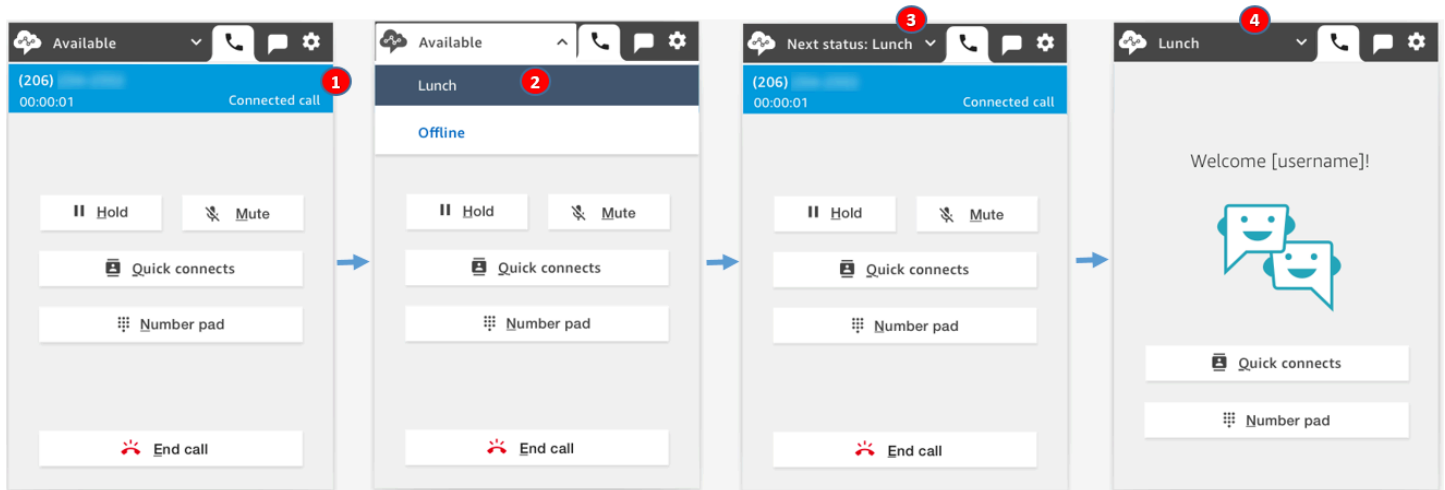 Available
(206)
00:00:01 Connected call
1
Hold Mute
Quick connects
Number pad
End call
Available
Lunch 2
Offline
Hold Mute
Quick connects
Number pad
End call
3
Next status: Lunch
(206)
00:00:01 Connected call
Hold Mute
Quick connects
Number pad
End call
4
Lunch
Welcome [username]!
Quick connects
Number pad